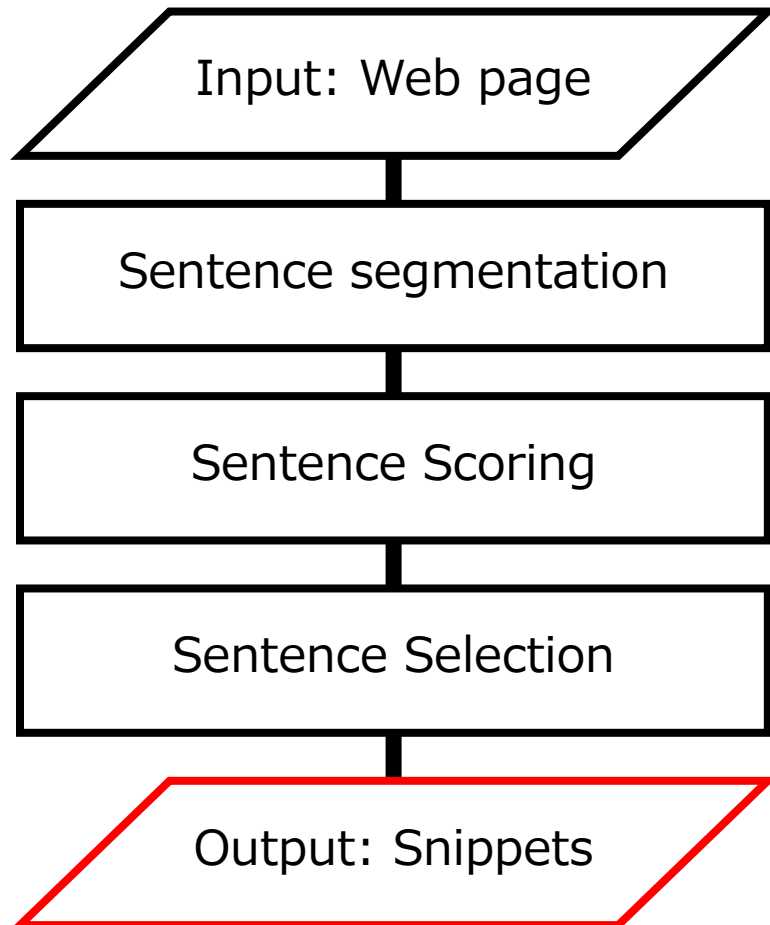 Input: Web page
Sentence segmentation
Sentence Scoring
Sentence Selection
Output: Snippets